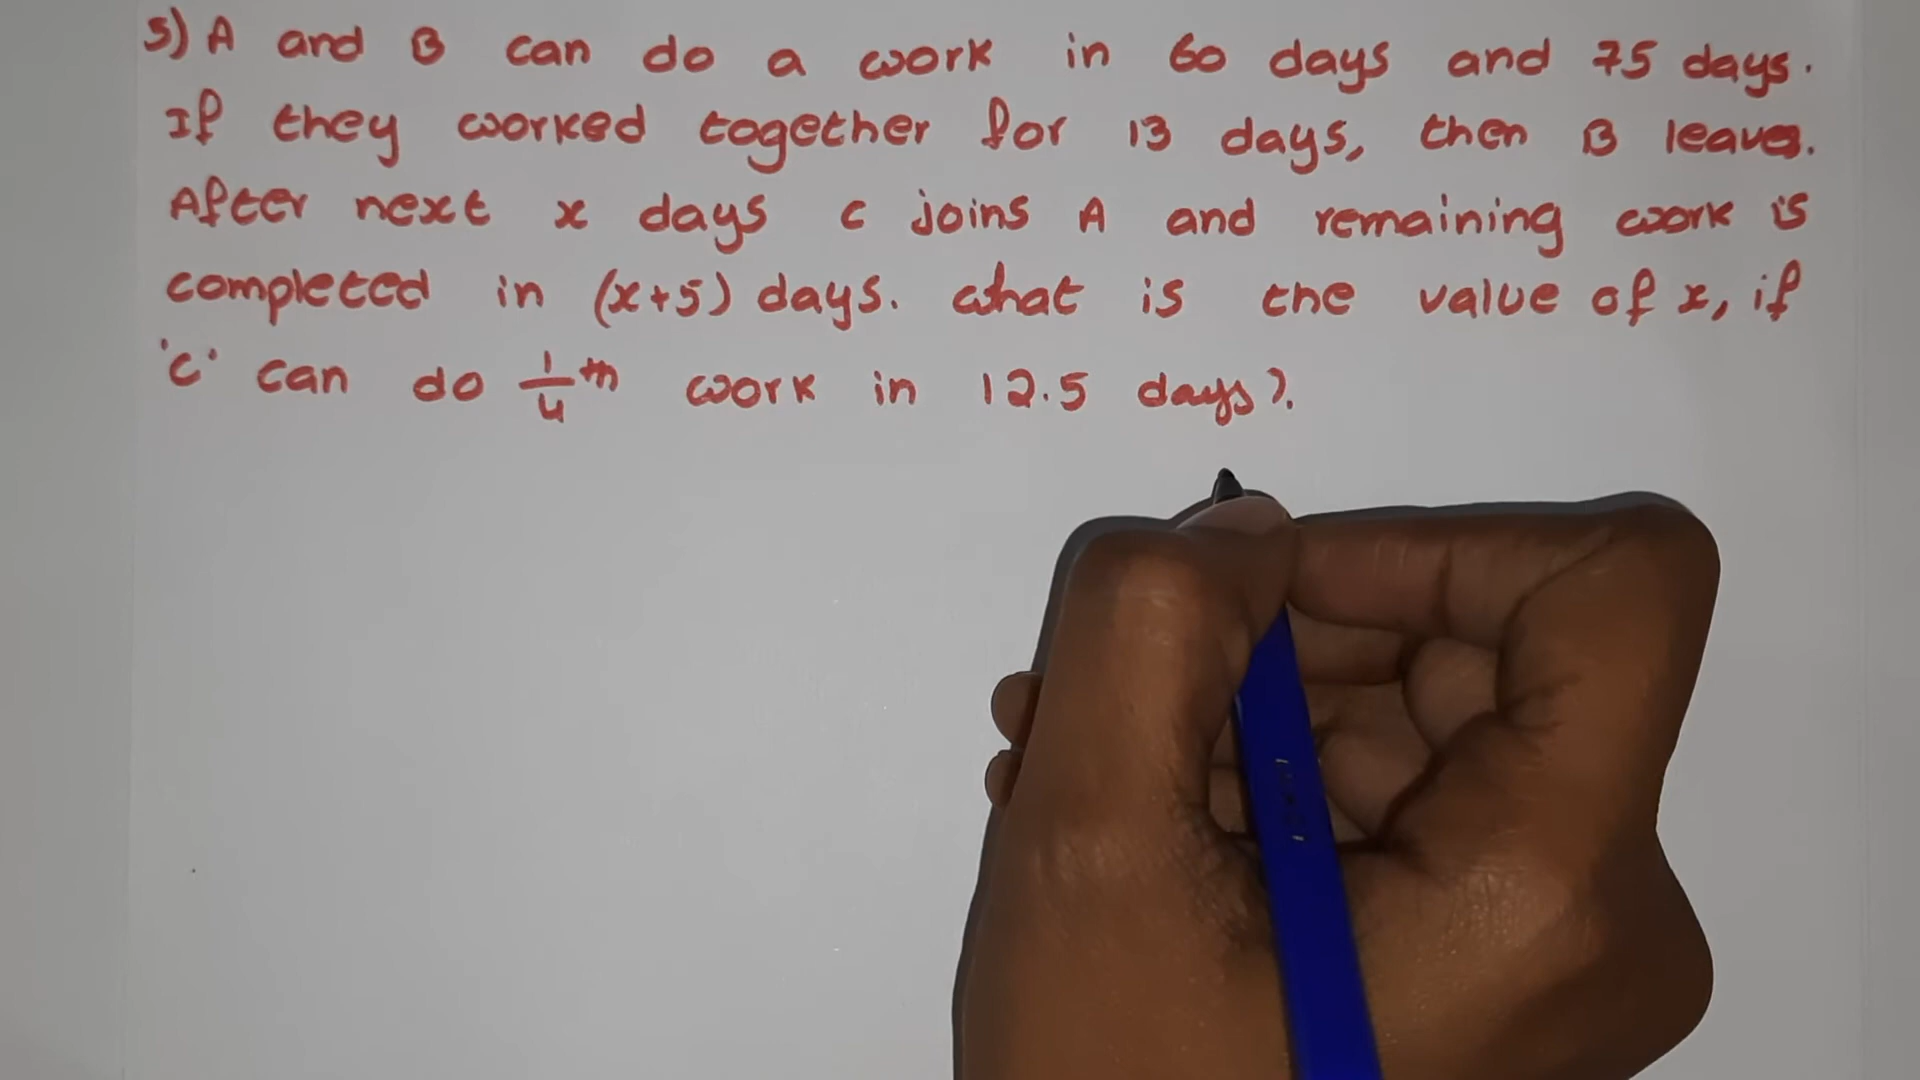 5) A and B can do a work in 60 days and 75 days.
If they worked together for 13 days, then B leaves.
After next x days c joins A and remaining work is
completed in (x+5) days. what is the value of x, if
'c' can do 1/4 th work in 12.5 days?.